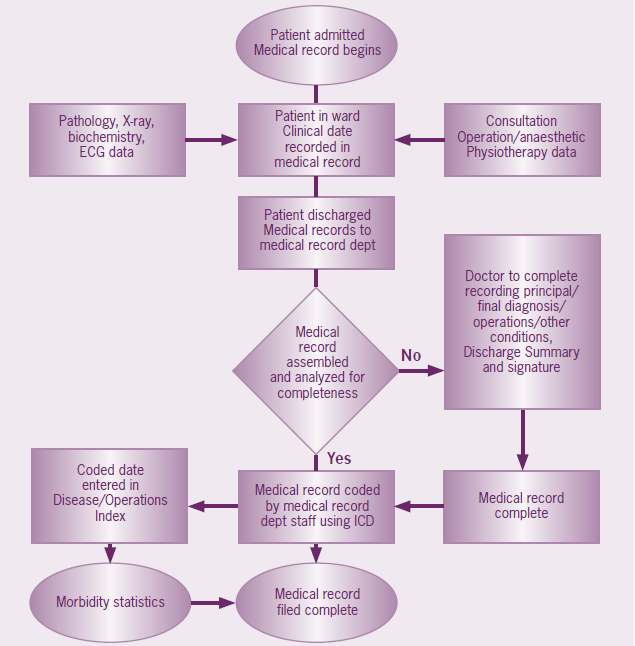 Patient admitted
Medical record begins
Pathology, X-ray,
biochemistry,
ECG data
Patient in ward
Clinical date
recorded in
medical record
Consultation
Operation/anaesthetic
Physiotherapy data
Patient discharged
Medical records to
medical record dept
Medical
record
assembled
and analyzed for
completeness
No
Doctor to complete
recording principal/
final diagnosis/
operations/other
conditions,
Discharge Summary
and signature
Yes
Coded date
entered in
Disease/Operations
Index
Medical record coded
by medical record
dept staff using ICD
Medical record
complete
Morbidity statistics
Medical record
filed complete